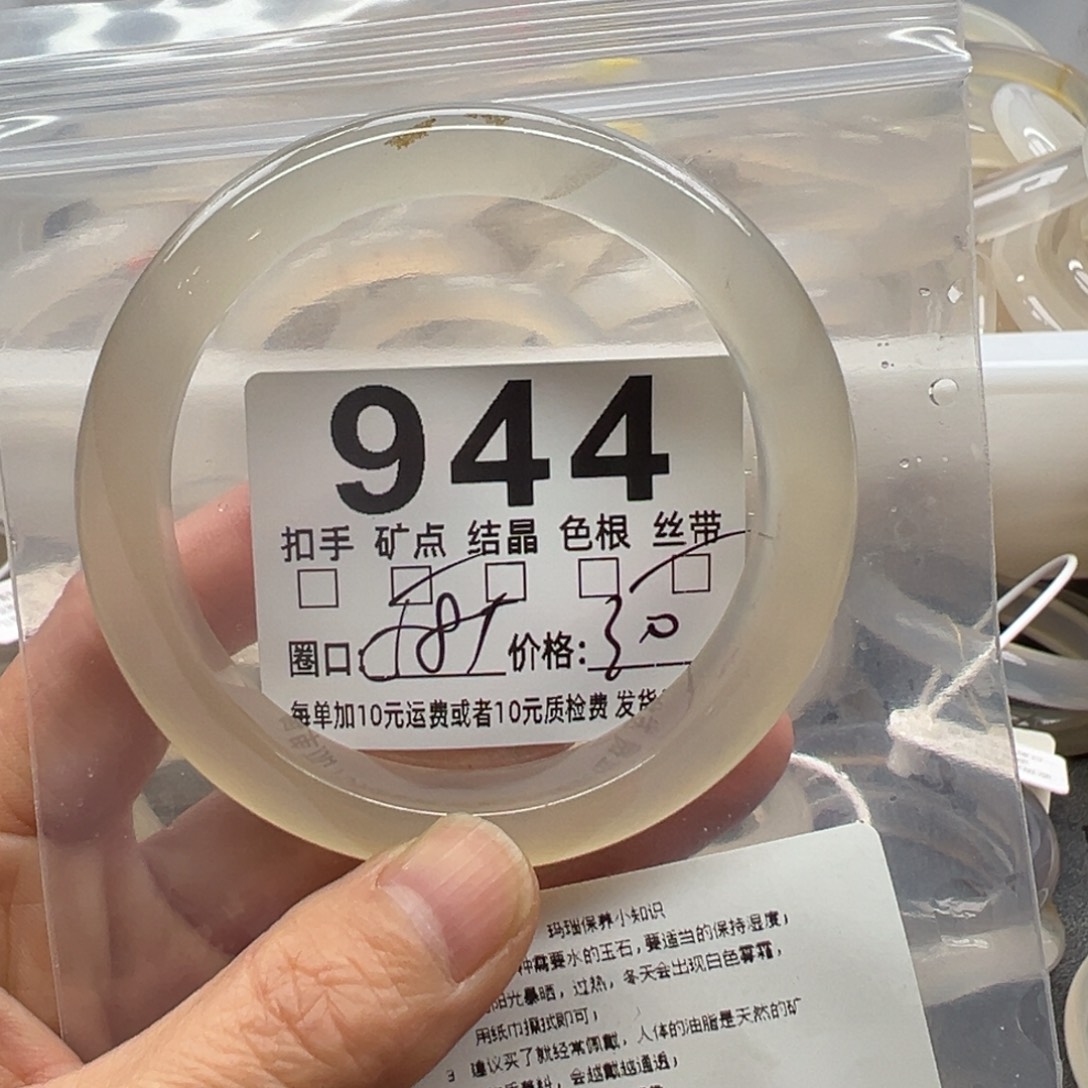 944
扣手 矿点 结晶 色根 丝带
圈口: 价格: 30
每单加10元运费或者10元质检费 发货
玛瑙保养小知识
需要水的玉石，要适当的保持湿度，
阳光暴晒，过热，冬天会出现白色雾霜，
用纸巾擦拭即可，
3 建议买了就经常佩戴，人体的油脂是天然的矿
会越戴越通透，